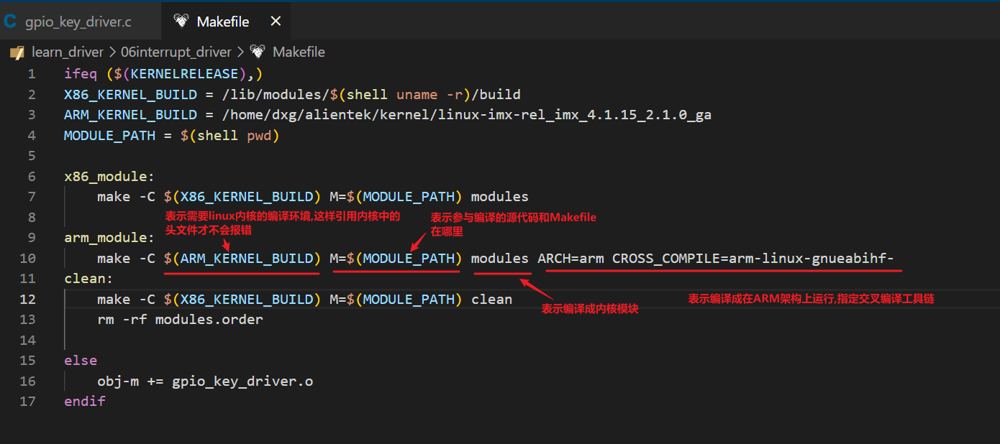 gpio_key_driver.c Makefile
learn_driver > 06interrupt_driver > Makefile
1 ifeq ($(KERNELRELEASE),)
2 X86_KERNEL_BUILD = /lib/modules/$(shell uname -r)/build
3 ARM_KERNEL_BUILD = /home/dxg/alientek/kernel/linux-imx-rel_imx_4.1.15_2.1.0_ga
4 MODULE_PATH = $(shell pwd)
5
6 x86_module:
7 make -C $(X86_KERNEL_BUILD) M=$(MODULE_PATH) modules
8
表示需要linux内核的编译环境,这样引用内核中的
头文件才不会报错
表示参与编译的源代码和Makefile
在哪里
9 arm_module:
10 make -C $(ARM_KERNEL_BUILD) M=$(MODULE_PATH) modules ARCH=arm CROSS_COMPILE=arm-linux-gnueabihf-
11 clean:
12 make -C $(X86_KERNEL_BUILD) M=$(MODULE_PATH) clean
表示编译成内核模块
表示编译成在ARM架构上运行,指定交叉编译工具链
13 rm -rf modules.order
14
15 else
16 obj-m += gpio_key_driver.o
17 endif